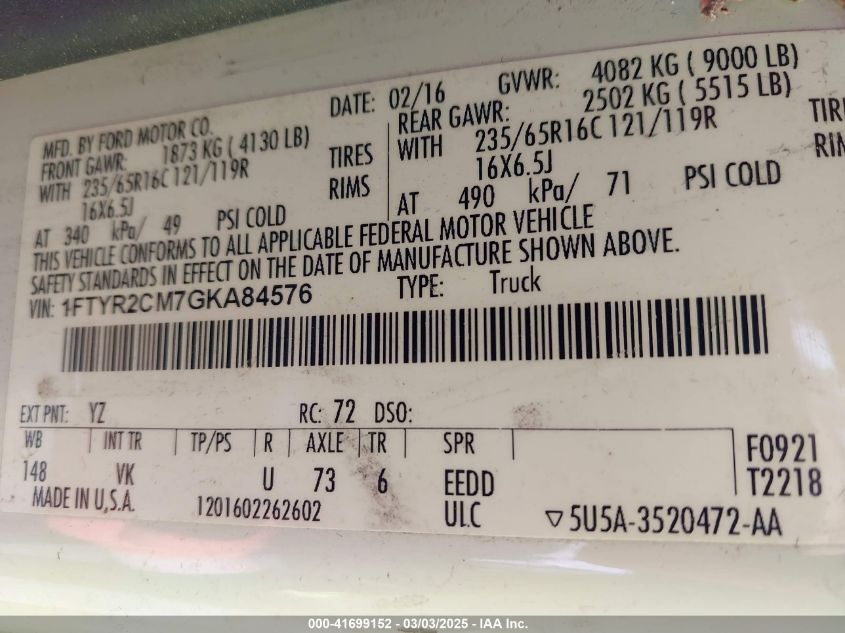 MFD. BY FORD MOTOR CO. DATE: 02/16 GVWR: 4082 KG ( 9000 LB)
FRONT GAWR: 1873 KG ( 4130 LB) REAR GAWR: 2502 KG ( 5515 LB)
WITH 235/65R16C 121/119R TIRES WITH 235/65R16C 121/119R TIRE
16X6.5J RIMS 16X6.5J RIM
AT 340 kPa/ 49 PSI COLD AT 490 kPa/ 71 PSI COLD
THIS VEHICLE CONFORMS TO ALL APPLICABLE FEDERAL MOTOR VEHICLE
SAFETY STANDARDS IN EFFECT ON THE DATE OF MANUFACTURE SHOWN ABOVE.
VIN: 1FTYR2CM7GKA84576 TYPE: Truck
EXT PNT: YZ RC: 72 DSO:
WB INT TR TP/PS R AXLE TR SPR F0921
148 VK U 73 6 EEDD T2218
MADE IN U.S.A. 1201602262602 ULC ▽5U5A-3520472-AA
000-41699152 - 03/03/2025 - IAA Inc.